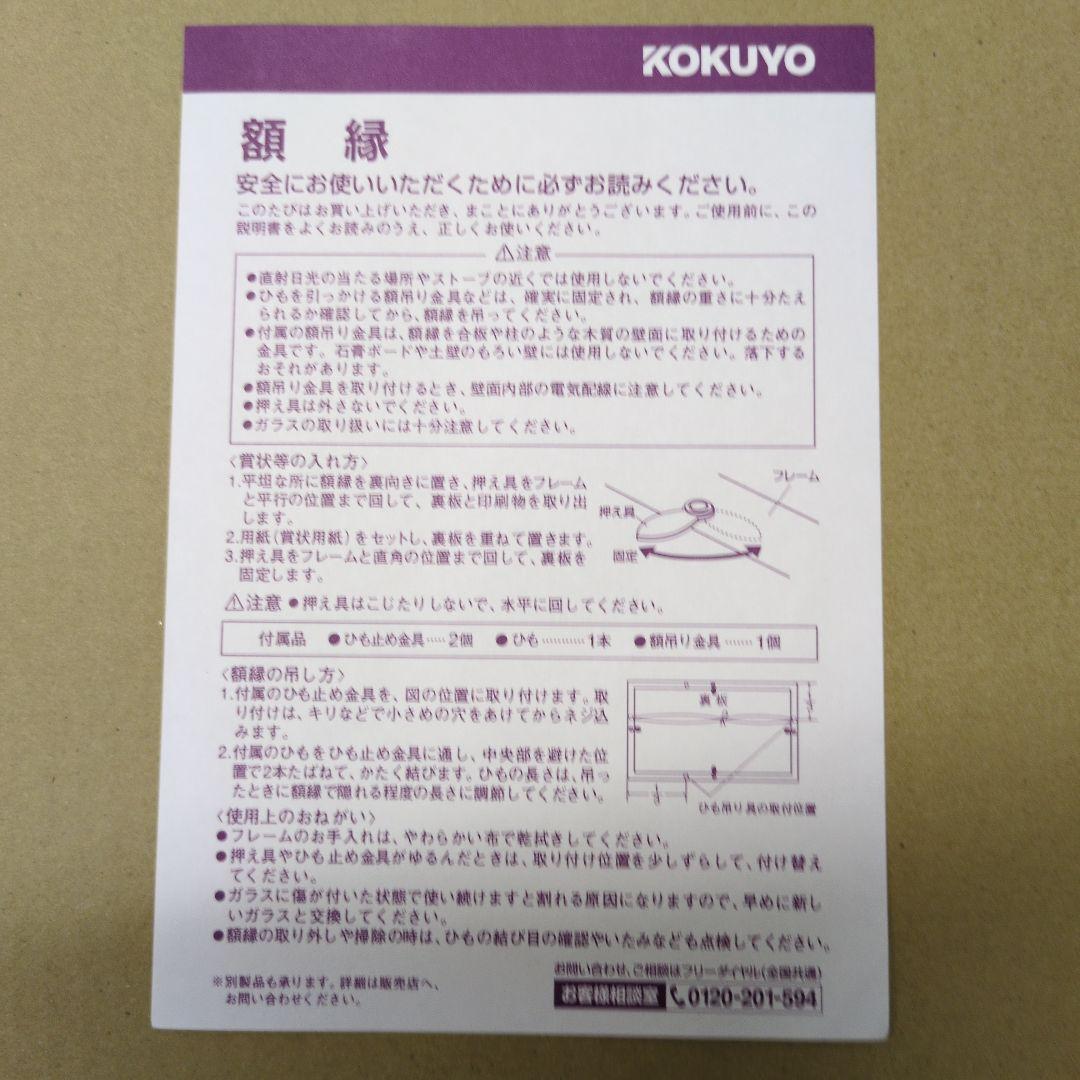 KOKUYO
額 縁
安全にお使いいただくために必ずお読みください。
このたびはお買い上げいただき、まことにありがとうございます。ご使用前に、この
説明書をよくお読みのうえ、正しくお使いください。
⚠注意
●直射日光の当たる場所やストーブの近くでは使用しないでください。
●ひもを引っかける額吊り金具などは、確実に固定され、額縁の重さに十分たえ
られるか確認してから、額縁を吊ってください。
●付属の額吊り金具は、額縁を合板や柱のような木質の壁面に取り付けるための
金具です。石膏ボードや土壁のもろい壁には使用しないでください。落下する
おそれがあります。
●額吊り金具を取り付けるとき、壁面内部の電気配線に注意してください。
●押え具は外さないでください。
●ガラスの取り扱いには十分注意してください。
〈賞状等の入れ方〉
1.平坦な所に額縁を裏向きに置き、押え具をフレーム
と平行の位置まで回して、裏板と印刷物を取り出
します。
2.用紙(賞状用紙)をセットし、裏板を重ねて置きます。
3.押え具をフレームと直角の位置まで回して、裏板を
固定します。
フレーム
押え具
固定
⚠注意 ●押え具はこじたりしないで、水平に回してください。
付属品 ●ひも止め金具……2個 ●ひも…………1本 ●額吊り金具………1個
〈額縁の吊し方〉
1.付属のひも止め金具を、図の位置に取り付けます。取
り付けは、キリなどで小さめの穴をあけてからネジ込
みます。
2.付属のひもをひも止め金具に通し、中央部を避けた位
置で2本たばねて、かたく結びます。ひもの長さは、吊っ
たときに額縁で隠れる程度の長さに調節してください。
裏板
ひも吊り具の取付位置
〈使用上のおねがい〉
●フレームのお手入れは、やわらかい布で乾拭きしてください。
●押え具やひも止め金具がゆるんだときは、取り付け位置を少しずらして、付け替え
てください。
●ガラスに傷が付いた状態で使い続けますと割れる原因になりますので、早めに新し
いガラスと交換してください。
●額縁の取り外しや掃除の時は、ひもの結び目の確認やいたみなども点検してください。
※別製品も承ります。詳細は販売店へ、
お問い合わせください。
お問い合わせ、ご相談はフリーダイヤル(全国共通)
お客様相談室 0120-201-594